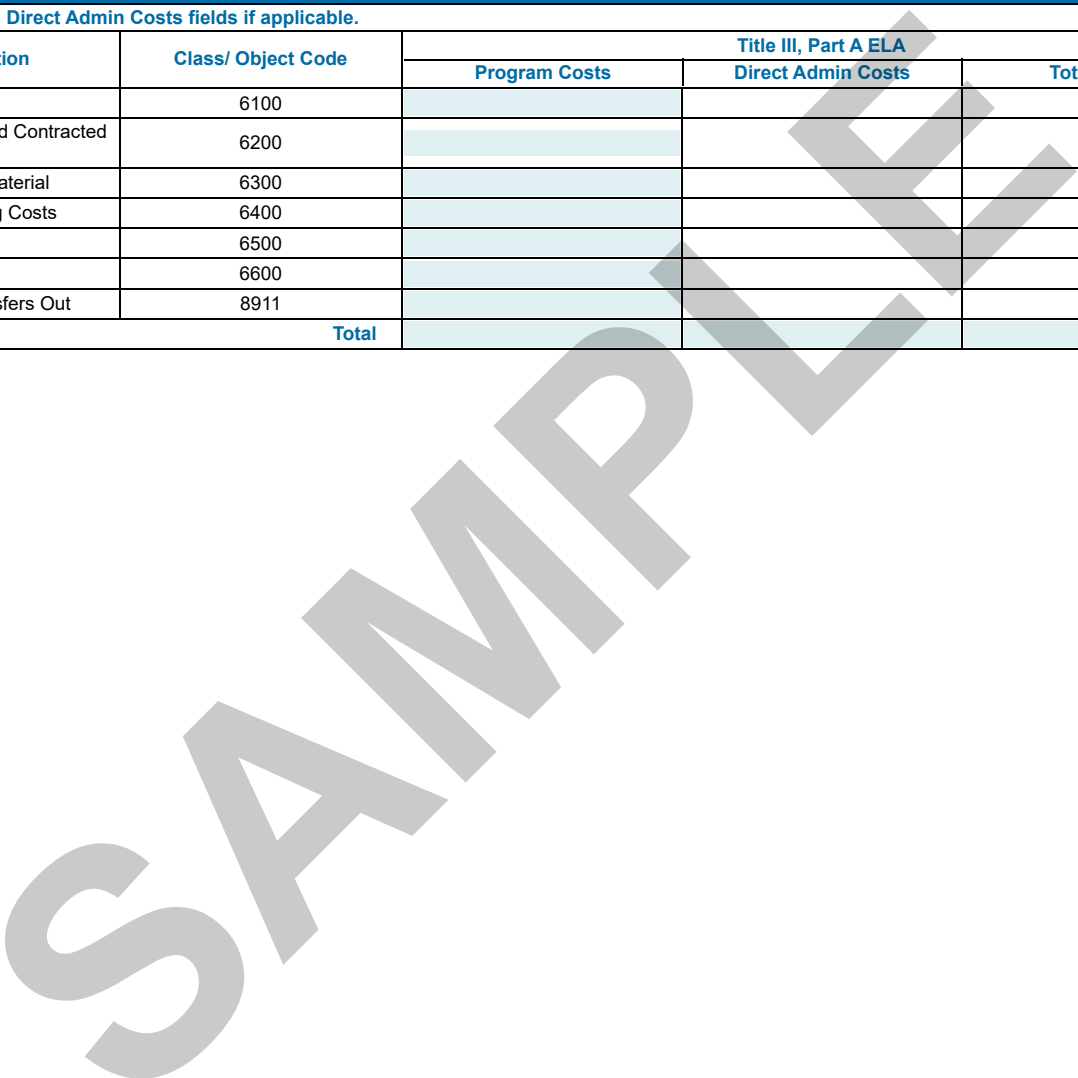 Direct Admin Costs fields if applicable.
Title III, Part A ELA
tion Class/ Object Code
Program Costs Direct Admin Costs Tot
6100
d Contracted
6200
aterial 6300
g Costs 6400
6500
6600
sfers Out 8911
Total
SAMPLE